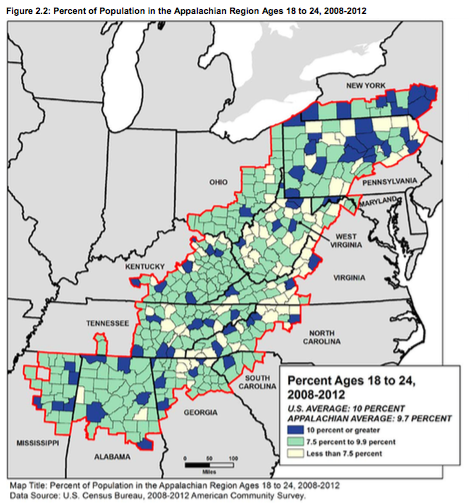 Figure 2.2: Percent of Population in the Appalachian Region Ages 18 to 24, 2008-2012
NEW YORK
PENNSYLVANIA
OHIO
MARYLAND
WEST
VIRGINIA
KENTUCKY
VIRGINIA
TENNESSEE
NORTH
CAROLINA
SOUTH
CAROLINA
GEORGIA
MISSISSIPPI
ALABAMA
Percent Ages 18 to 24,
2008-2012
U.S. AVERAGE: 10 PERCENT
APPALACHIAN AVERAGE: 9.7 PERCENT
10 percent or greater
7.5 percent to 9.9 percent
Less than 7.5 percent
0 50 100 200
Miles
Map Title: Percent of Population in the Appalachian Region Ages 18 to 24, 2008-2012
Data Source: U.S. Census Bureau, 2008-2012 American Community Survey.